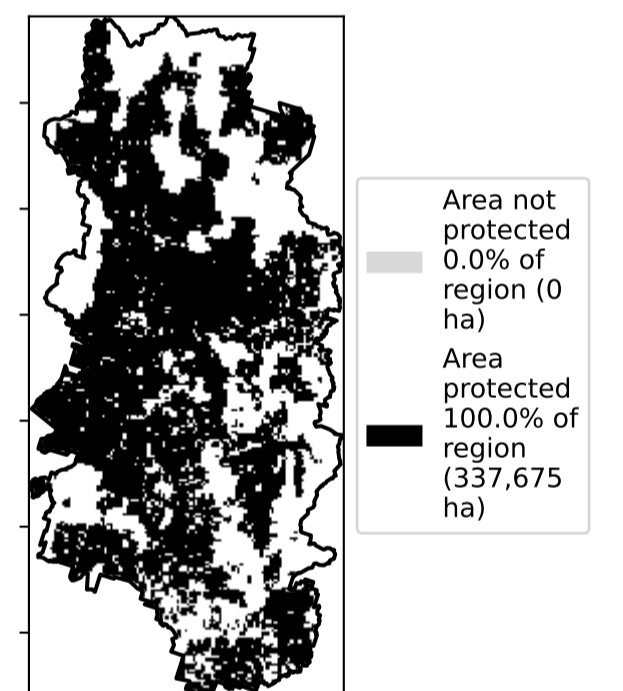 Area not
protected
0.0% of
region (0
ha)
Area
protected
100.0% of
region
(337,675
ha)